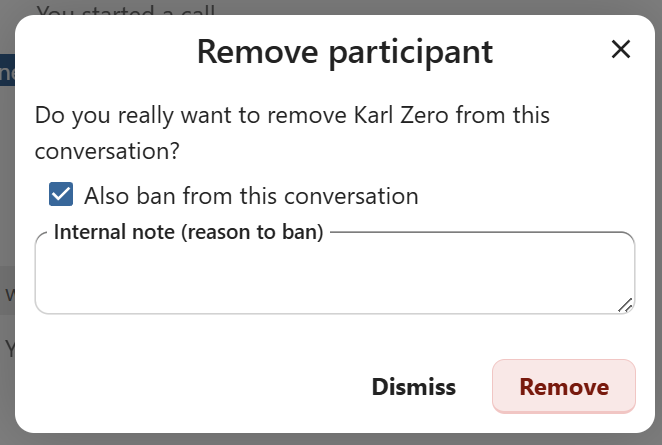 You started a call
Remove participant
Do you really want to remove Karl Zero from this
conversation?
Also ban from this conversation
Internal note (reason to ban)
Dismiss
Remove